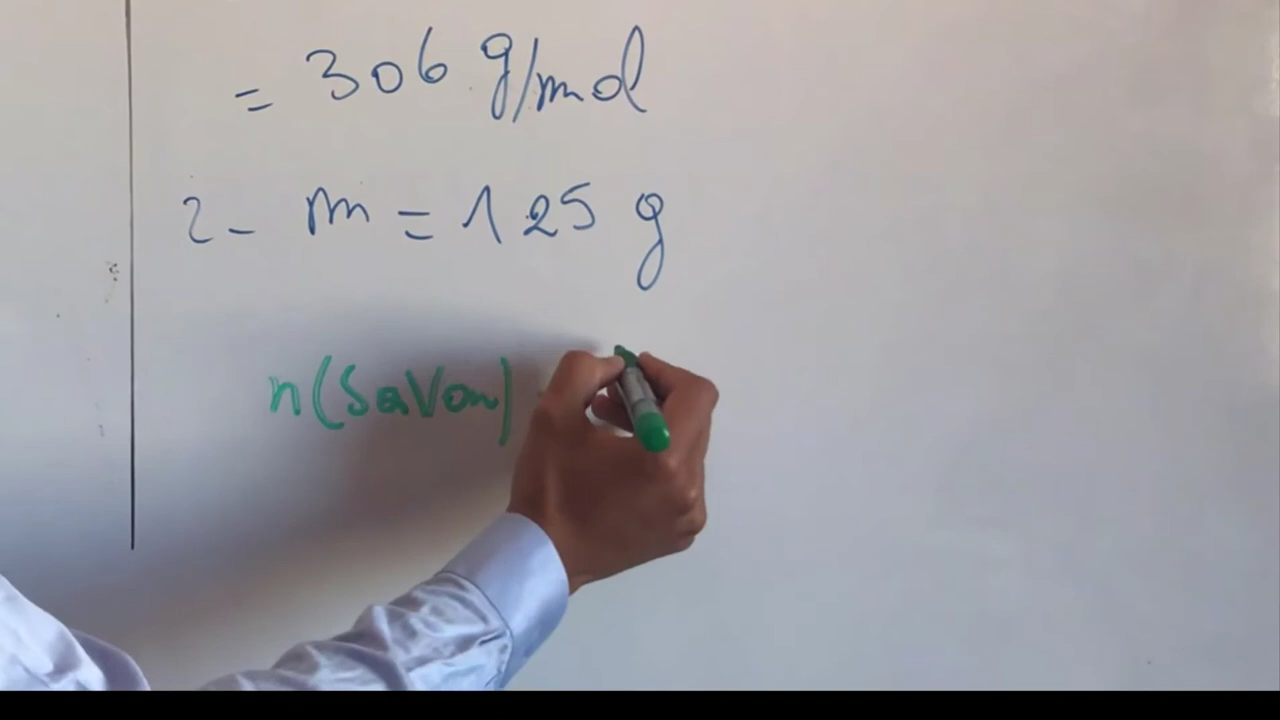 = 306 g/mol
2- m = 125 g
n(Savon)